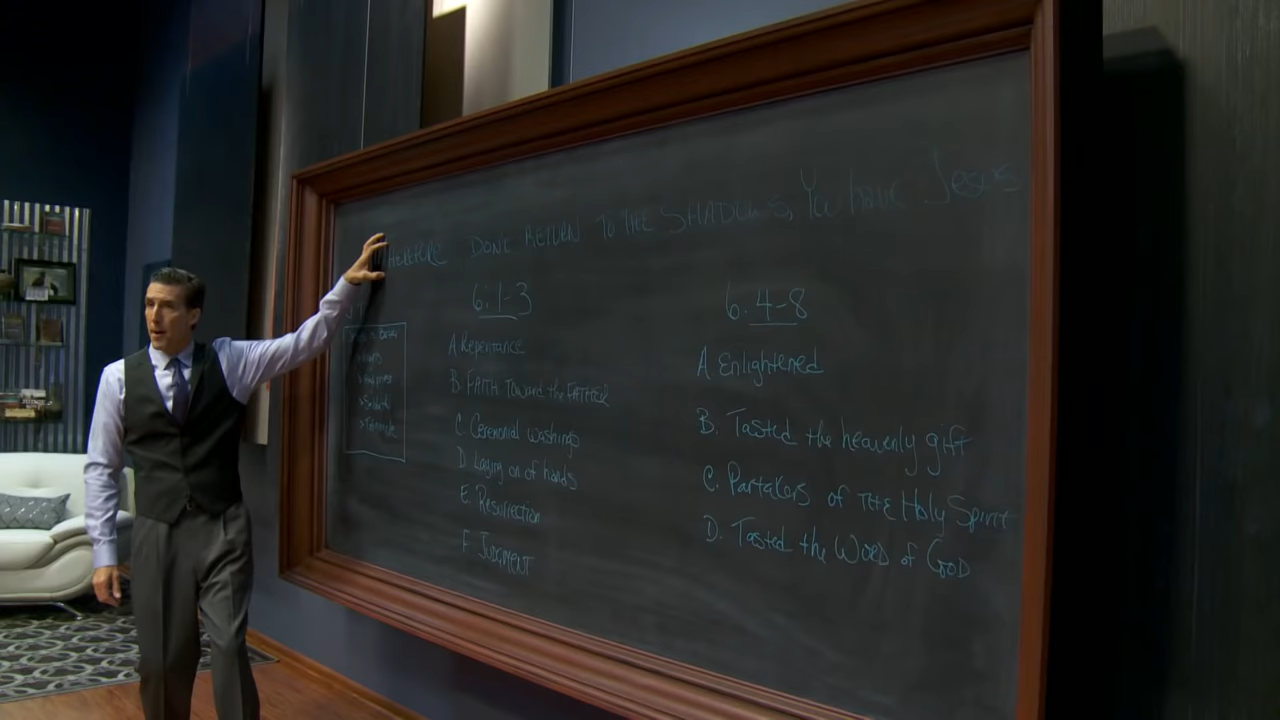 THEREFORE DONT RETURN TO THE SHADOWS, You have Jesus
6:1-3
A Repentance
B. FAITH Toward the FATHER
C. Ceremonial washings
D Laying on of hands
E. Resurrection
F JUDGMENT
6:4-8
A Enlightened
B. Tasted the heavenly gift
C. Partakers of THE Holy Spirit
D. Tasted the WORD of GOD